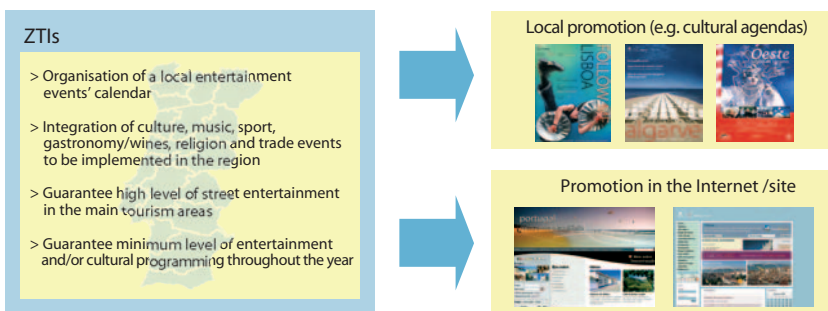 ZTIs
> Organisation of a local entertainment
events' calendar
> Integration of culture, music, sport,
gastronomy/wines, religion and trade events
to be implemented in the region
> Guarantee high level of street entertainment
in the main tourism areas
> Guarantee minimum level of entertainment
and/or cultural programming throughout the year
Local promotion (e.g. cultural agendas)
FOLLOW
LISBOA
algarve
Oeste
Promotion in the Internet /site
portugal